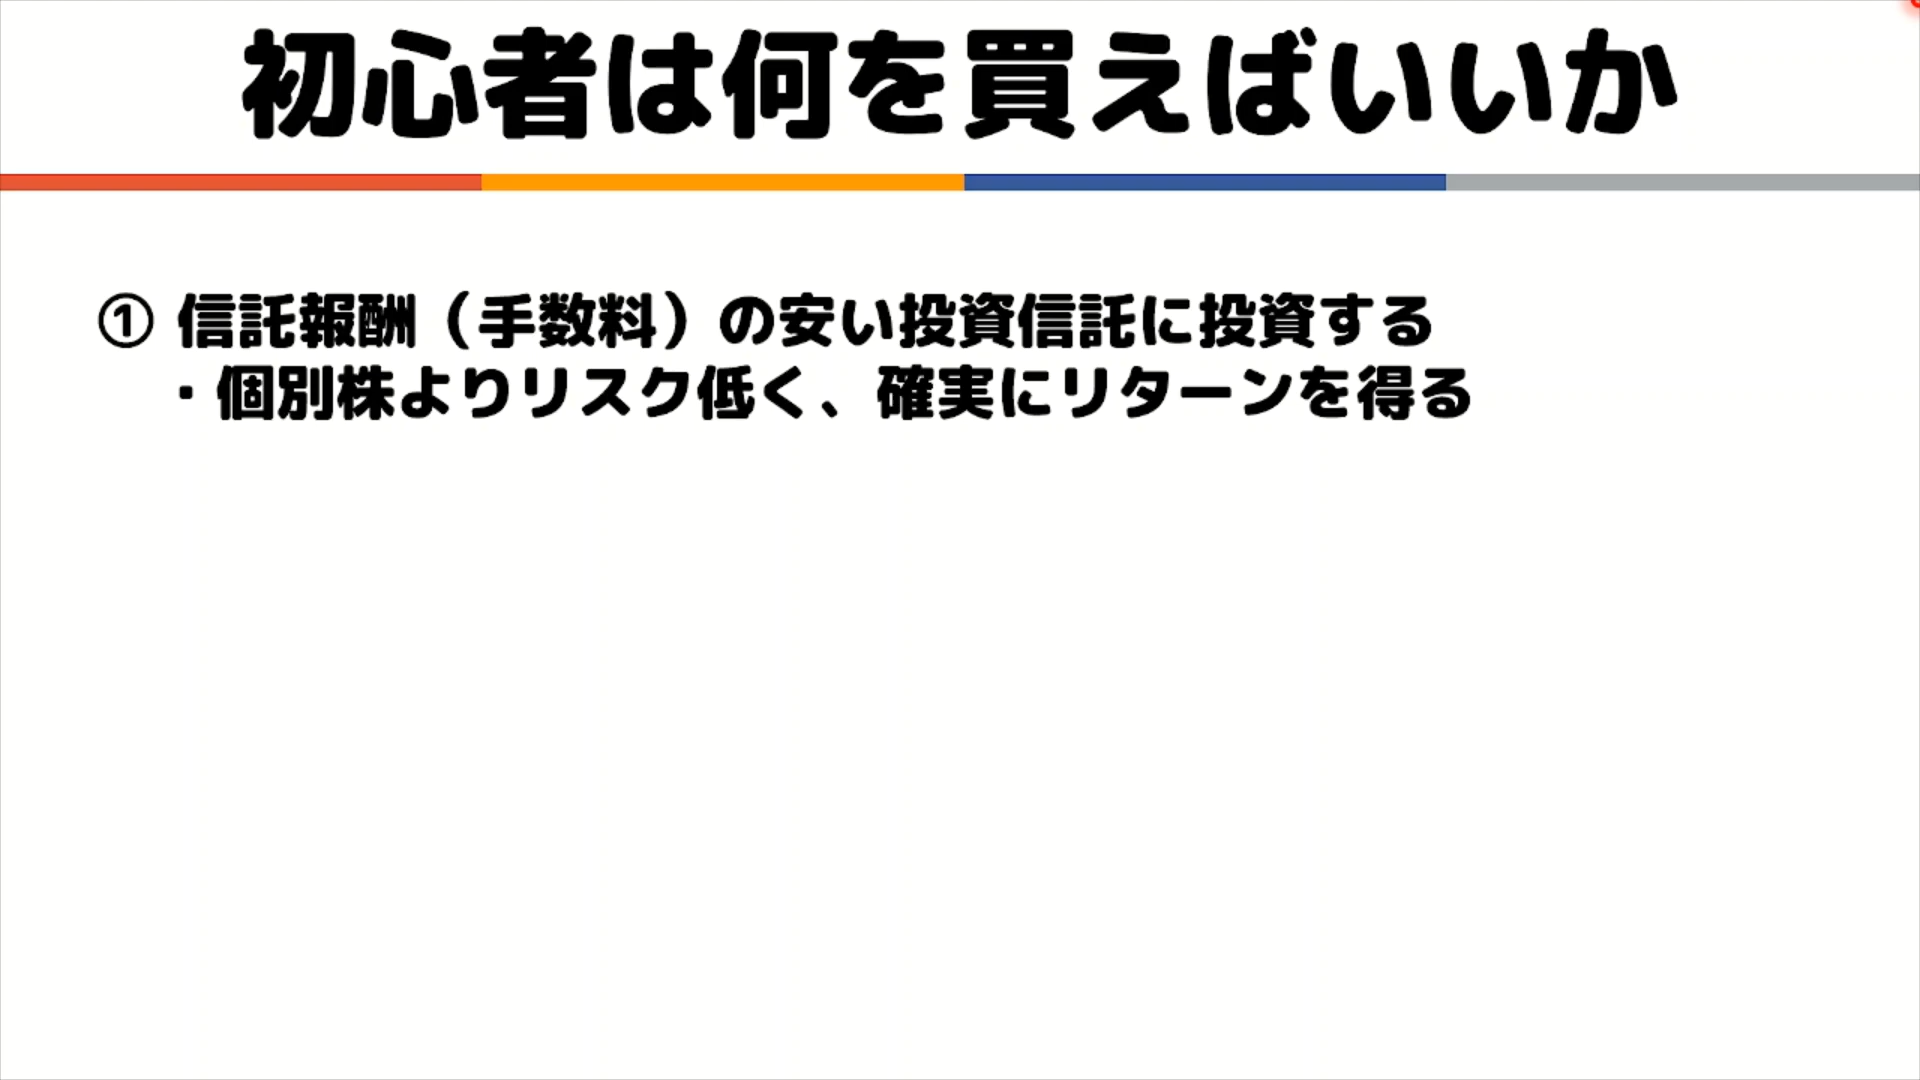 初心者は何を買えばいいか
① 信託報酬（手数料）の安い投資信託に投資する
・個別株よりリスク低く、確実にリターンを得る